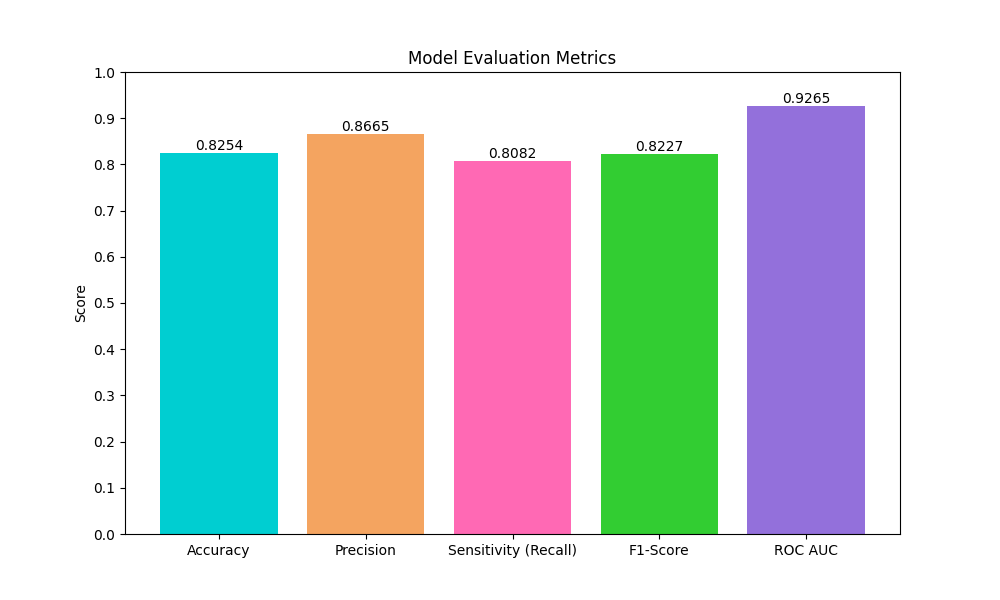 Model Evaluation Metrics
Score
1.0
0.9
0.8
0.7
0.6
0.5
0.4
0.3
0.2
0.1
0.0
0.8254
0.8665
0.8082
0.8227
0.9265
Accuracy
Precision
Sensitivity (Recall)
F1-Score
ROC AUC